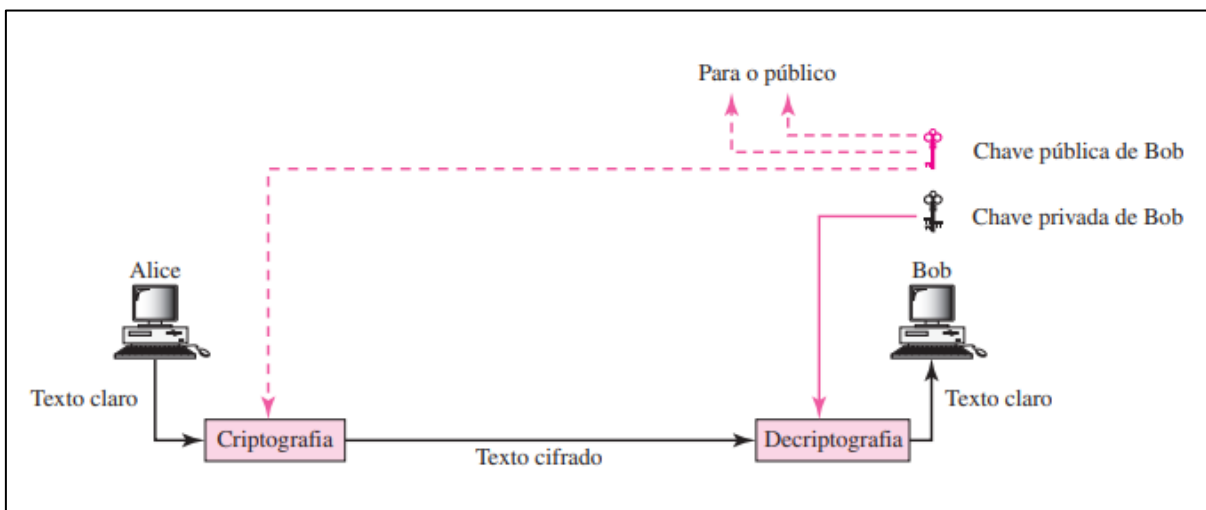 Para o público
Chave pública de Bob
Chave privada de Bob
Alice
Bob
Texto claro
Texto claro
Criptografia
Decriptografia
Texto cifrado